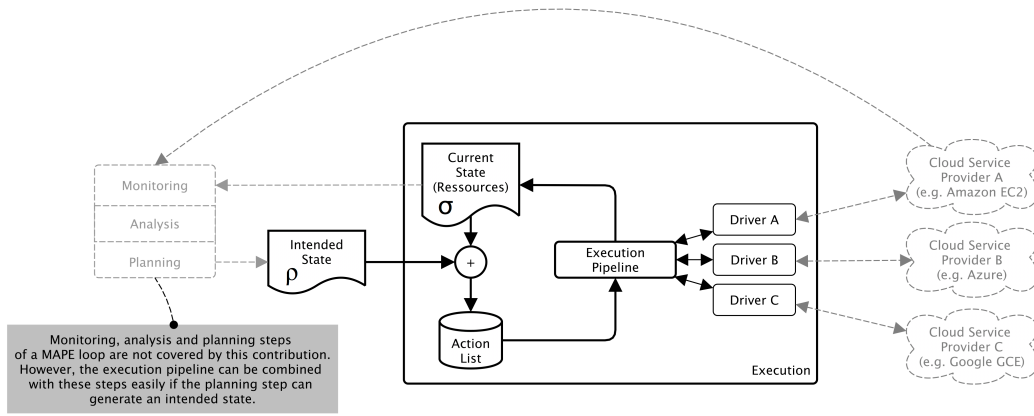 Monitoring
Analysis
Planning
Intended
State
ρ
Current
State
(Ressources)
σ
+
Action
List
Execution
Pipeline
Driver A
Driver B
Driver C
Execution
Cloud Service
Provider A
(e.g. Amazon EC2)
Cloud Service
Provider B
(e.g. Azure)
Cloud Service
Provider C
(e.g. Google GCE)
Monitoring, analysis and planning steps
of a MAPE loop are not covered by this contribution.
However, the execution pipeline can be combined
with these steps easily if the planning step can
generate an intended state.